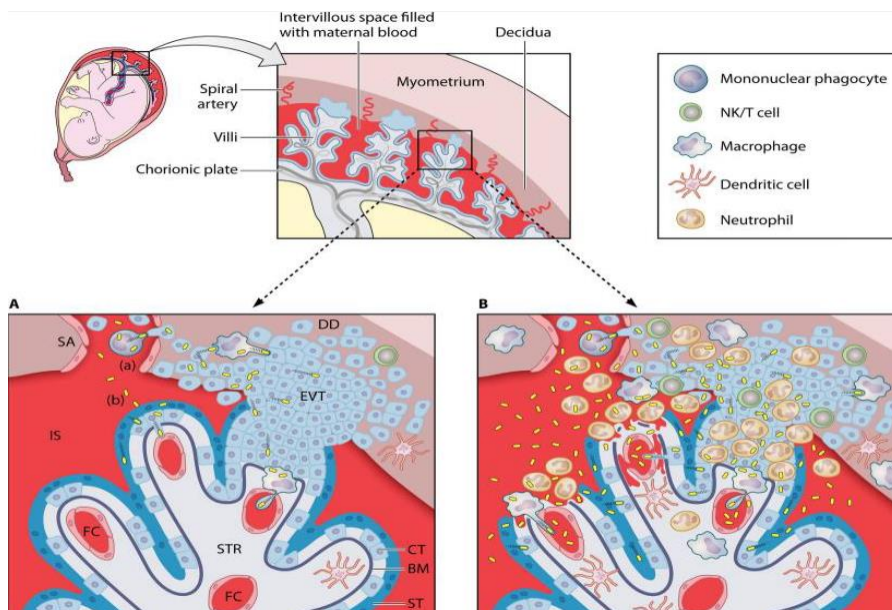 Intervillous space filled
with maternal blood
Decidua
Myometrium
Spiral
artery
Villi
Chorionic plate
Mononuclear phagocyte
NK/T cell
Macrophage
Dendritic cell
Neutrophil
A
SA
DD
(a)
EVT
(b)
IS
FC
STR
CT
BM
FC
ST
B